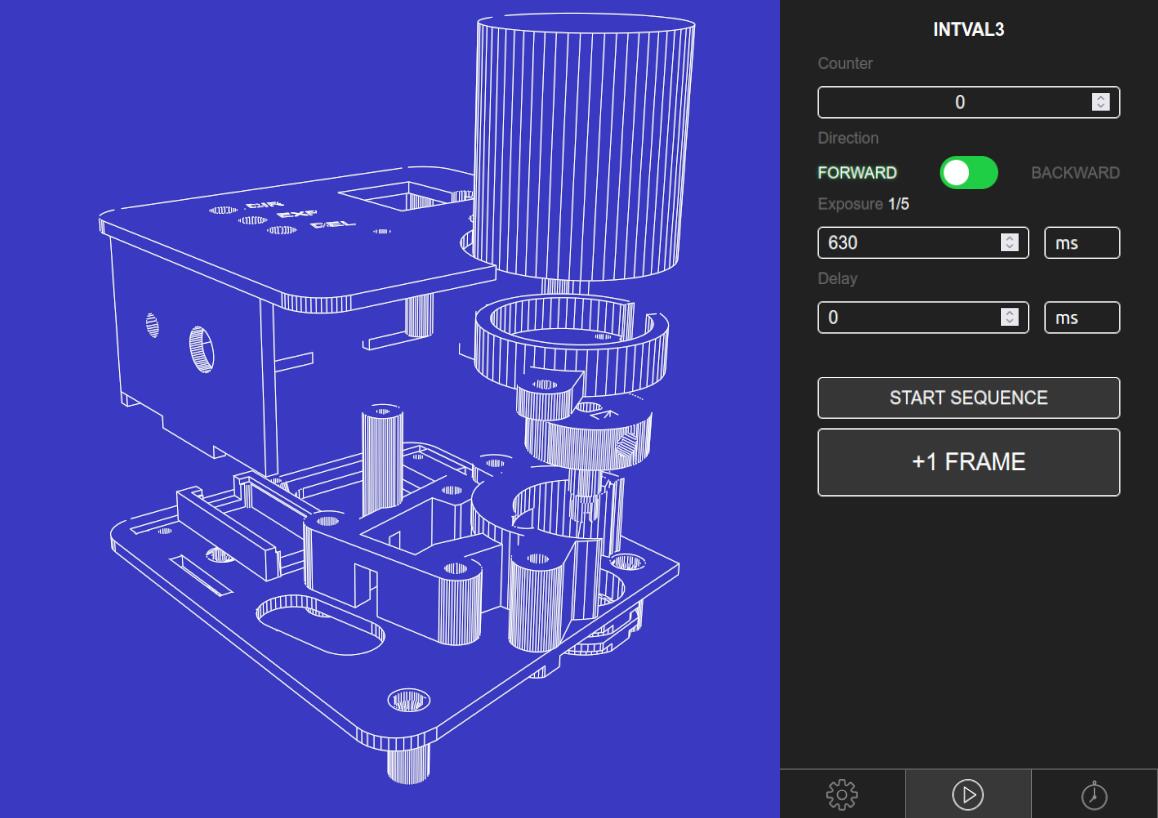 INTVAL3
Counter
0
Direction
FORWARD BACKWARD
Exposure 1/5
630 ms
Delay
0 ms
START SEQUENCE
+1 FRAME
DIR
EXP
DEL